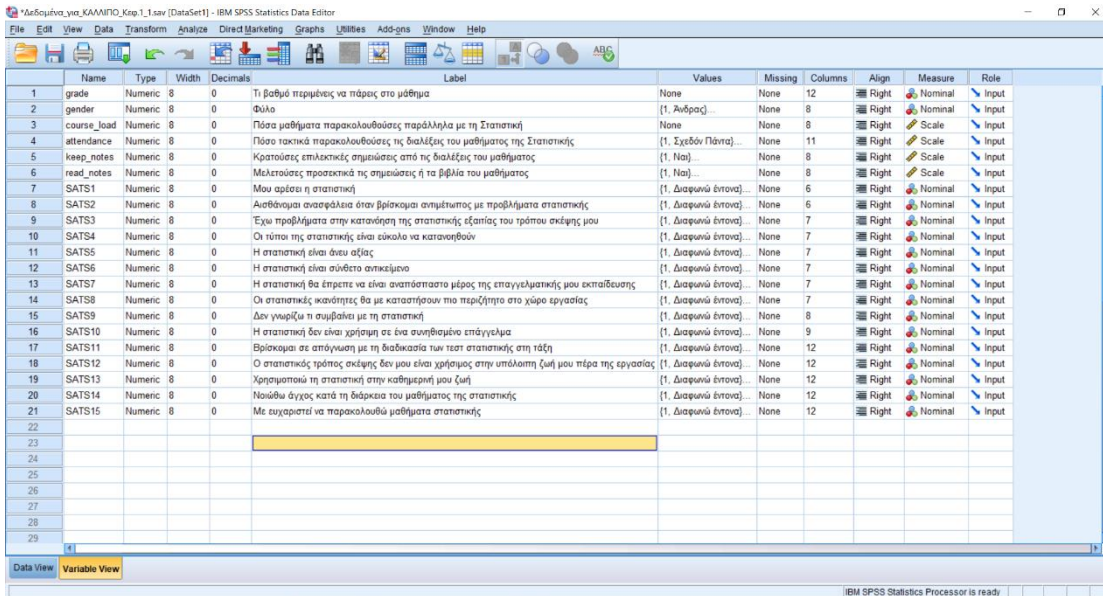 *Δεδομένα_για_ΚΑΛΛΙΠΟ_Κεφ.1_1.sav [DataSet1] - IBM SPSS Statistics Data Editor
File Edit View Data Transform Analyze Direct Marketing Graphs Utilities Add-ons Window Help
Name Type Width Decimals Label Values Missing Columns Align Measure Role
1 grade Numeric 8 0 Τι βαθμό περιμένεις να πάρεις στο μάθημα None None 12 Right Nominal Input
2 gender Numeric 8 0 Φύλο {1, Άνδρας}... None 8 Right Nominal Input
3 course_load Numeric 8 0 Πόσα μαθήματα παρακολουθούσες παράλληλα με τη Στατιστική None None 8 Right Scale Input
4 attendance Numeric 8 0 Πόσο τακτικά παρακολουθούσες τις διαλέξεις του μαθήματος της Στατιστικής {1, Σχεδόν Πάντα}... None 11 Right Scale Input
5 keep_notes Numeric 8 0 Κρατούσες επιλεκτικές σημειώσεις από τις διαλέξεις του μαθήματος {1, Ναι}... None 8 Right Scale Input
6 read_notes Numeric 8 0 Μελετούσες προσεκτικά τις σημειώσεις ή τα βιβλία του μαθήματος {1, Ναι}... None 8 Right Scale Input
7 SATS1 Numeric 8 0 Μου αρέσει η στατιστική {1, Διαφωνώ έντονα}... None 6 Right Nominal Input
8 SATS2 Numeric 8 0 Αισθάνομαι ανασφάλεια όταν βρίσκομαι αντιμέτωπος με προβλήματα στατιστικής {1, Διαφωνώ έντονα}... None 6 Right Nominal Input
9 SATS3 Numeric 8 0 Έχω προβλήματα στην κατανόηση της στατιστικής εξαιτίας του τρόπου σκέψης μου {1, Διαφωνώ έντονα}... None 7 Right Nominal Input
10 SATS4 Numeric 8 0 Οι τύποι της στατιστικής είναι εύκολο να κατανοηθούν {1, Διαφωνώ έντονα}... None 7 Right Nominal Input
11 SATS5 Numeric 8 0 Η στατιστική είναι άνευ αξίας {1, Διαφωνώ έντονα}... None 7 Right Nominal Input
12 SATS6 Numeric 8 0 Η στατιστική είναι σύνθετο αντικείμενο {1, Διαφωνώ έντονα}... None 7 Right Nominal Input
13 SATS7 Numeric 8 0 Η στατιστική θα έπρεπε να είναι αναπόσπαστο μέρος της επαγγελματικής μου εκπαίδευσης {1, Διαφωνώ έντονα}... None 7 Right Nominal Input
14 SATS8 Numeric 8 0 Οι στατιστικές ικανότητες θα με καταστήσουν πιο περιζήτητο στο χώρο εργασίας {1, Διαφωνώ έντονα}... None 7 Right Nominal Input
15 SATS9 Numeric 8 0 Δεν γνωρίζω τι συμβαίνει με τη στατιστική {1, Διαφωνώ έντονα}... None 8 Right Nominal Input
16 SATS10 Numeric 8 0 Η στατιστική δεν είναι χρήσιμη σε ένα συνηθισμένο επάγγελμα {1, Διαφωνώ έντονα}... None 9 Right Nominal Input
17 SATS11 Numeric 8 0 Βρίσκομαι σε απόγνωση με τη διαδικασία των τεστ στατιστικής στη τάξη {1, Διαφωνώ έντονα}... None 12 Right Nominal Input
18 SATS12 Numeric 8 0 Ο στατιστικός τρόπος σκέψης δεν μου είναι χρήσιμος στην υπόλοιπη ζωή μου πέρα της εργασίας {1, Διαφωνώ έντονα}... None 12 Right Nominal Input
19 SATS13 Numeric 8 0 Χρησιμοποιώ τη στατιστική στην καθημερινή μου ζωή {1, Διαφωνώ έντονα}... None 12 Right Nominal Input
20 SATS14 Numeric 8 0 Νοιώθω άγχος κατά τη διάρκεια του μαθήματος της στατιστικής {1, Διαφωνώ έντονα}... None 12 Right Nominal Input
21 SATS15 Numeric 8 0 Με ευχαριστεί να παρακολουθώ μαθήματα στατιστικής {1, Διαφωνώ έντονα}... None 12 Right Nominal Input
22
23
24
25
26
27
28
29
Data View Variable View
IBM SPSS Statistics Processor is ready